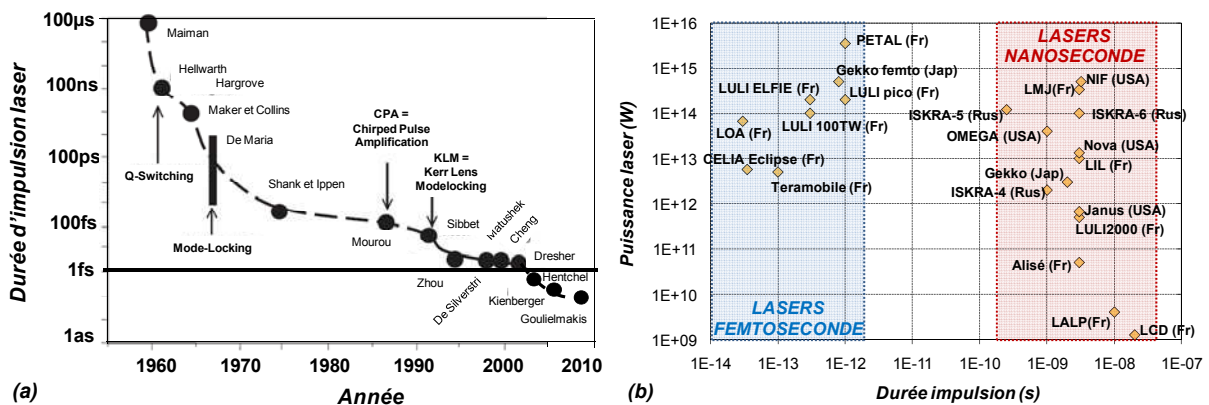 100µs
100ns
100ps
100fs
1fs
1as
Durée d'impulsion laser
Maiman
Hellwarth
Hargrove
Maker et Collins
De Maria
Q-Switching
Mode-Locking
Shank et Ippen
CPA =
Chirped Pulse
Amplification
KLM =
Kerr Lens
Modelocking
Mourou
Sibbet
Zhou
De Silverstri
Cheng
Dresher
Hentchel
Kienberger
Goulielmakis
1960
1970
1980
1990
2000
2010
Année
(a)
1E+16
1E+15
1E+14
1E+13
1E+12
1E+11
1E+10
1E+09
Puissance laser (W)
PETAL (Fr)
Gekko femto (Jap)
LULI ELFIE (Fr)
LULI pico (Fr)
LOA (Fr)
LULI 100TW (Fr)
CELIA Eclipse (Fr)
Teramobile (Fr)
LASERS
FEMTOSECONDE
LASERS
NANOSECONDE
NIF (USA)
LMJ(Fr)
ISKRA-5 (Rus)
ISKRA-6 (Rus)
OMEGA (USA)
Nova (USA)
LIL (Fr)
Gekko (Jap)
ISKRA-4 (Rus)
Janus (USA)
LULI2000 (Fr)
Alisé (Fr)
LALP(Fr)
LCD (Fr)
1E-14
1E-13
1E-12
1E-11
1E-10
1E-09
1E-08
1E-07
Durée impulsion (s)
(b)